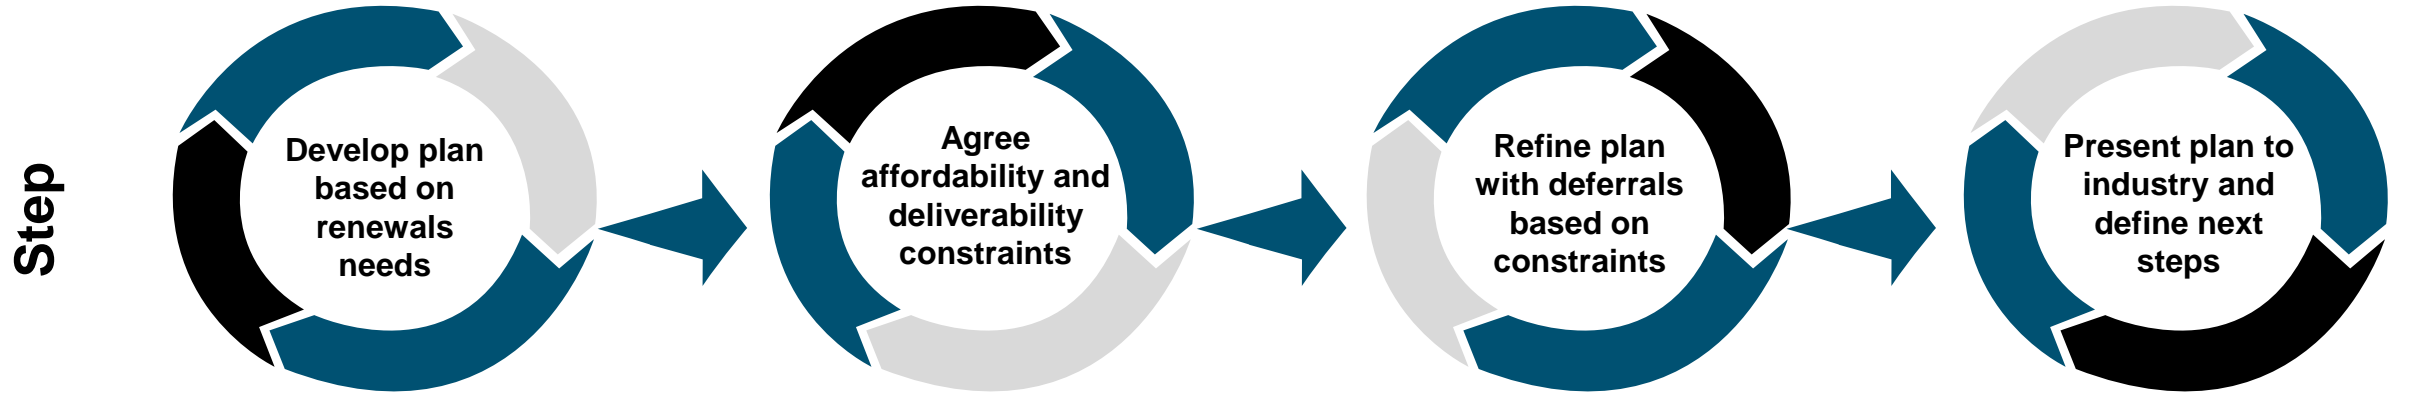 Step
Develop plan
based on
renewals
needs
Agree
affordability and
deliverability
constraints
Refine plan
with deferrals
based on
constraints
Present plan to
industry and
define next
steps